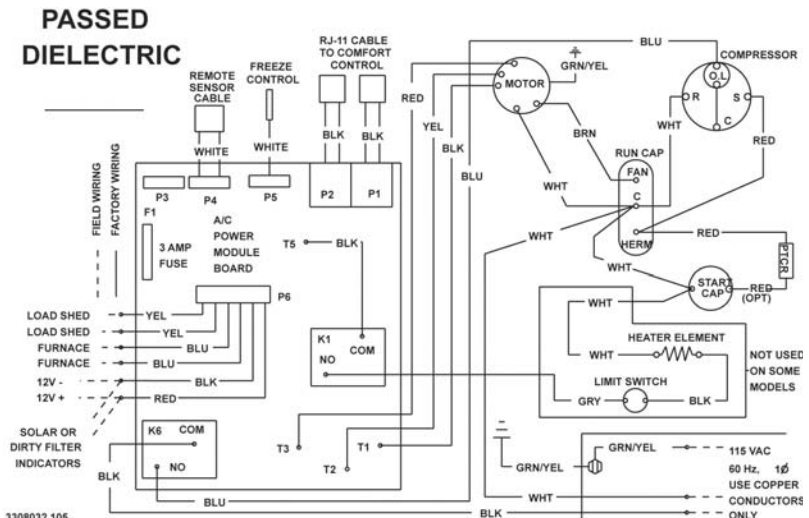 PASSED
DIELECTRIC
REMOTE
SENSOR
CABLE
FREEZE
CONTROL
RJ-11 CABLE
TO COMFORT
CONTROL
WHITE
WHITE
BLK
BLK
RED
YEL
BLK
BLU
BLU
MOTOR
GRN/YEL
BRN
WHT
COMPRESSOR
O.L
R
S
C
WHT
RED
RUN CAP
FAN
C
HERM
RED
PTCR
WHT
WHT
START
CAP
RED
(OPT)
FIELD WIRING
FACTORY WIRING
P3
P4
P5
P2
P1
F1
3 AMP
FUSE
A/C
POWER
MODULE
BOARD
T5
BLK
P6
LOAD SHED
YEL
LOAD SHED
YEL
FURNACE
BLU
FURNACE
BLU
12V -
BLK
12V +
RED
K1
NO
COM
WHT
HEATER ELEMENT
WHT
LIMIT SWITCH
GRY
BLK
NOT USED
ON SOME
MODELS
SOLAR OR
DIRTY FILTER
INDICATORS
K6
COM
NO
T3
T2
T1
BLK
BLU
GRN/YEL
GRN/YEL
WHT
BLK
115 VAC
60 Hz, 1Ø
USE COPPER
CONDUCTORS
ONLY
3308032.105